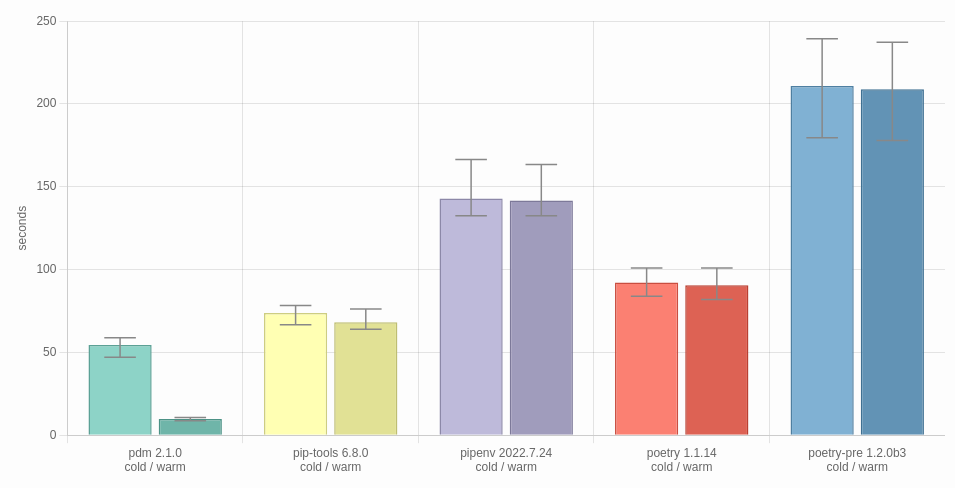 250
200
150
100
50
0
seconds
pdm 2.1.0
cold / warm
pip-tools 6.8.0
cold / warm
pipenv 2022.7.24
cold / warm
poetry 1.1.14
cold / warm
poetry-pre 1.2.0b3
cold / warm